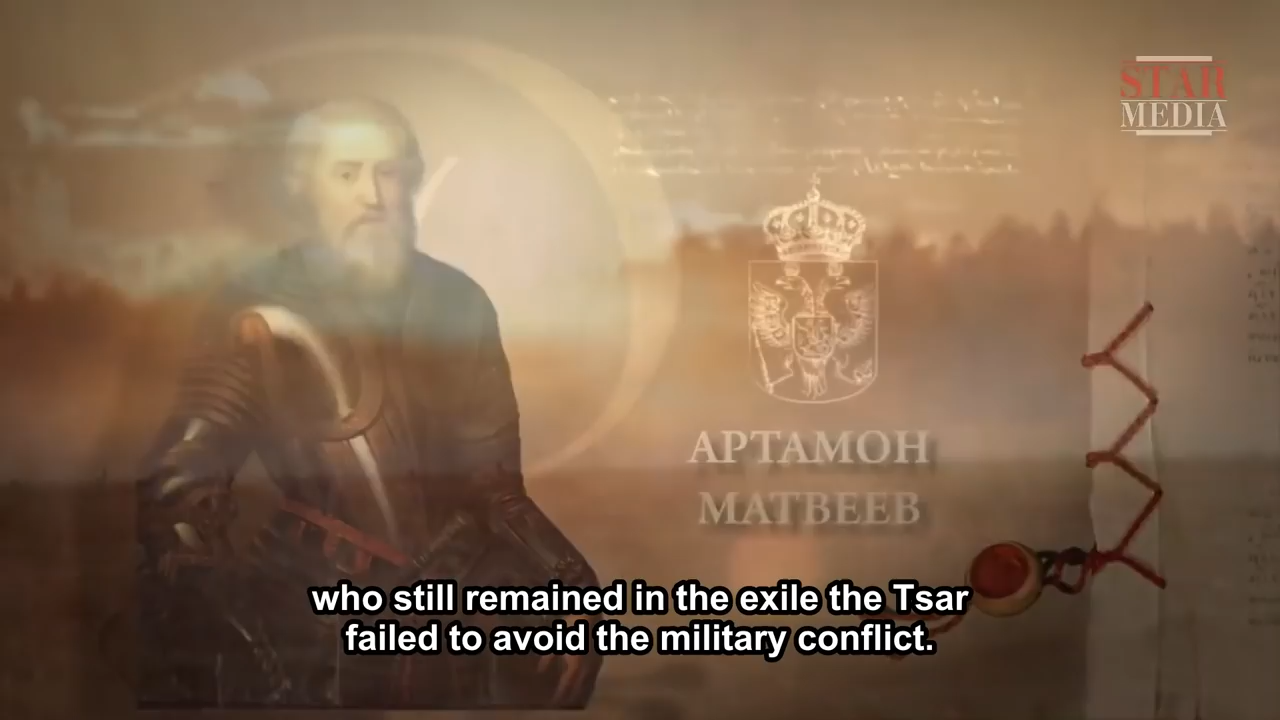 STAR
MEDIA
АРТАМОН
МАТВЕЕВ
who still remained in the exile the Tsar
failed to avoid the military conflict.